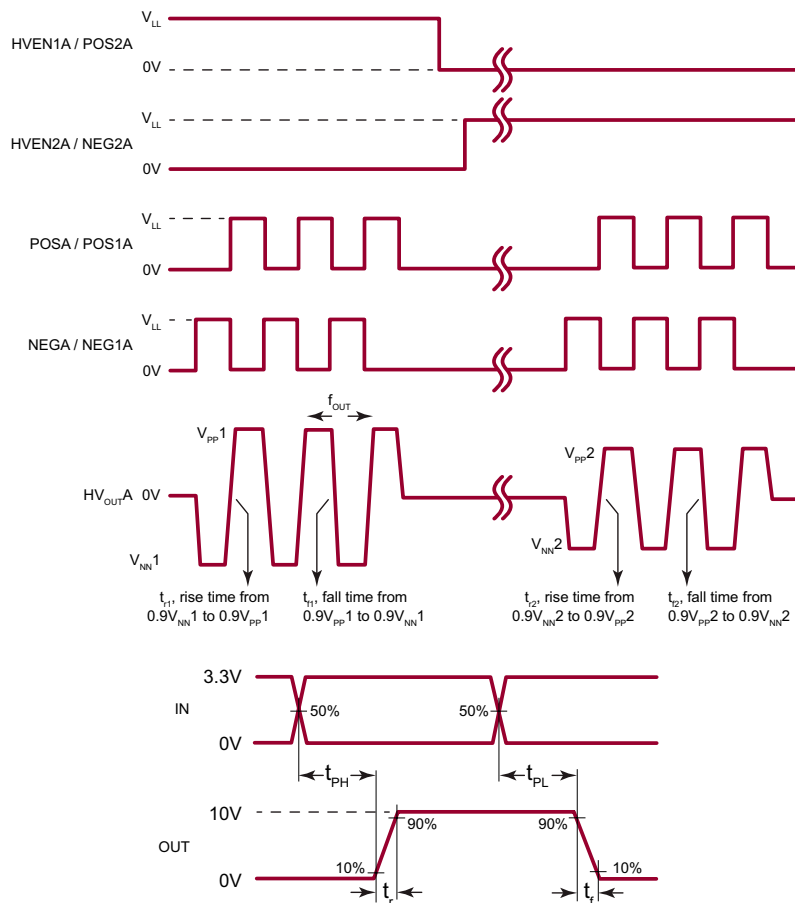 V_LL
HVEN1A / POS2A
0V
V_LL
HVEN2A / NEG2A
0V
V_LL
POSA / POS1A
0V
V_LL
NEGA / NEG1A
0V
f_OUT
V_PP1
V_PP2
HV_OUTA 0V
V_NN1
V_NN2
t_r1, rise time from
0.9V_NN1 to 0.9V_PP1
t_f1, fall time from
0.9V_PP1 to 0.9V_NN1
t_r2, rise time from
0.9V_NN2 to 0.9V_PP2
t_f2, fall time from
0.9V_PP2 to 0.9V_NN2
3.3V
IN
50%
50%
0V
t_PH
t_PL
10V
90%
90%
OUT
10%
10%
0V
t_r
t_f